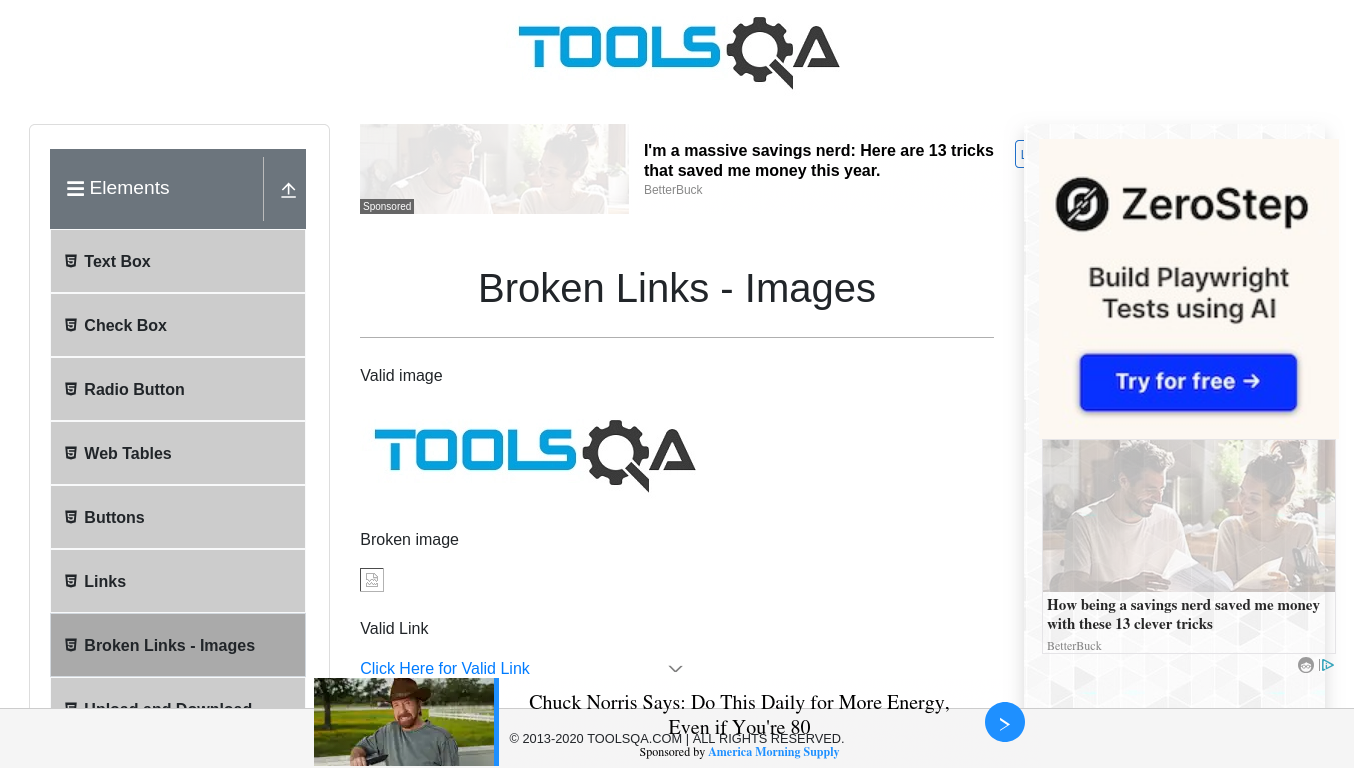 TOOLSQA
Elements
Text Box
Check Box
Radio Button
Web Tables
Buttons
Links
Broken Links - Images
Upload and Download
Sponsored
I'm a massive savings nerd: Here are 13 tricks
that saved me money this year.
BetterBuck
Broken Links - Images
Valid image
TOOLSQA
Broken image
Valid Link
Click Here for Valid Link
ZeroStep
Build Playwright
Tests using AI
Try for free →
How being a savings nerd saved me money
with these 13 clever tricks
BetterBuck
Chuck Norris Says: Do This Daily for More Energy,
Even if You're 80
© 2013-2020 TOOLSQA.COM | ALL RIGHTS RESERVED.
Sponsored by America Morning Supply